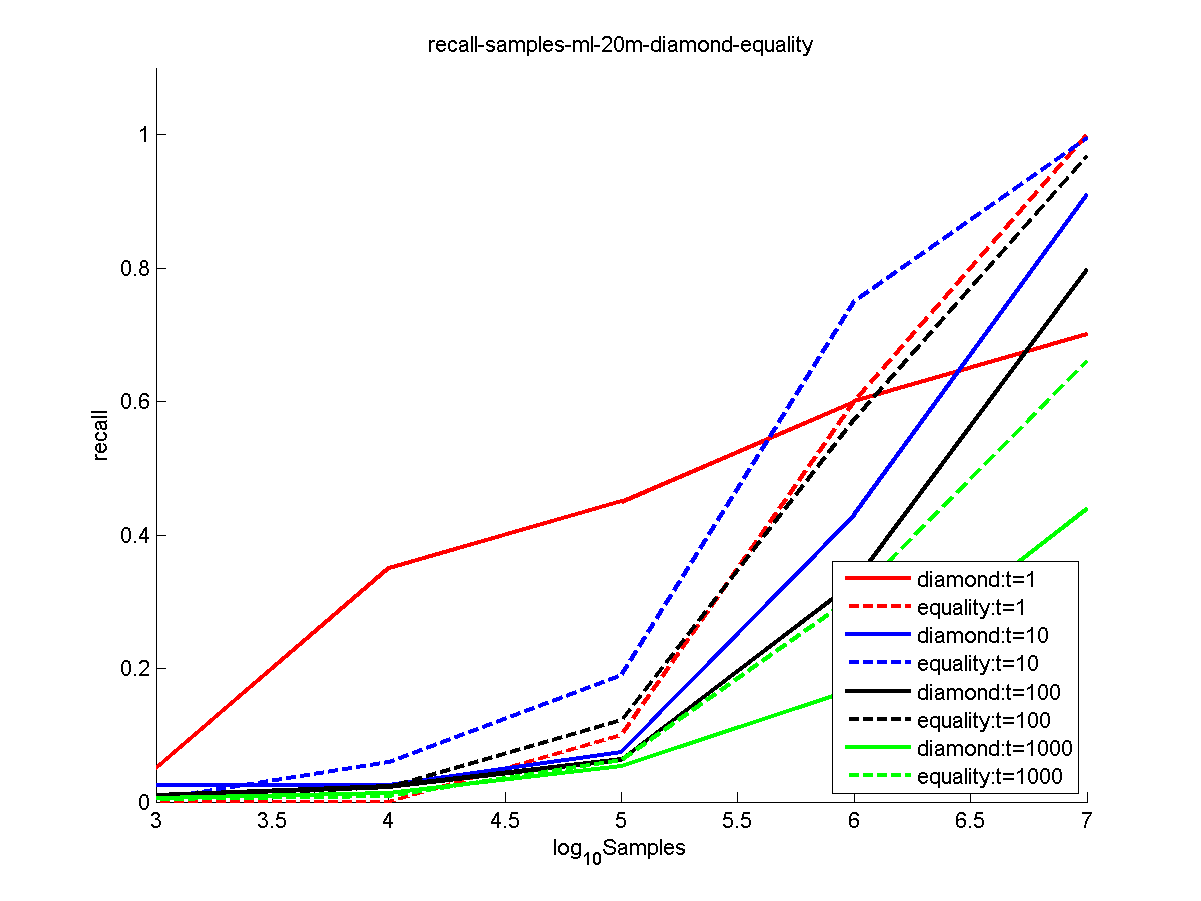 recall-samples-ml-20m-diamond-equality
recall
1
0.8
0.6
0.4
0.2
0
3 3.5 4 4.5 5 5.5 6 6.5 7
log10Samples
diamond:t=1
equality:t=1
diamond:t=10
equality:t=10
diamond:t=100
equality:t=100
diamond:t=1000
equality:t=1000